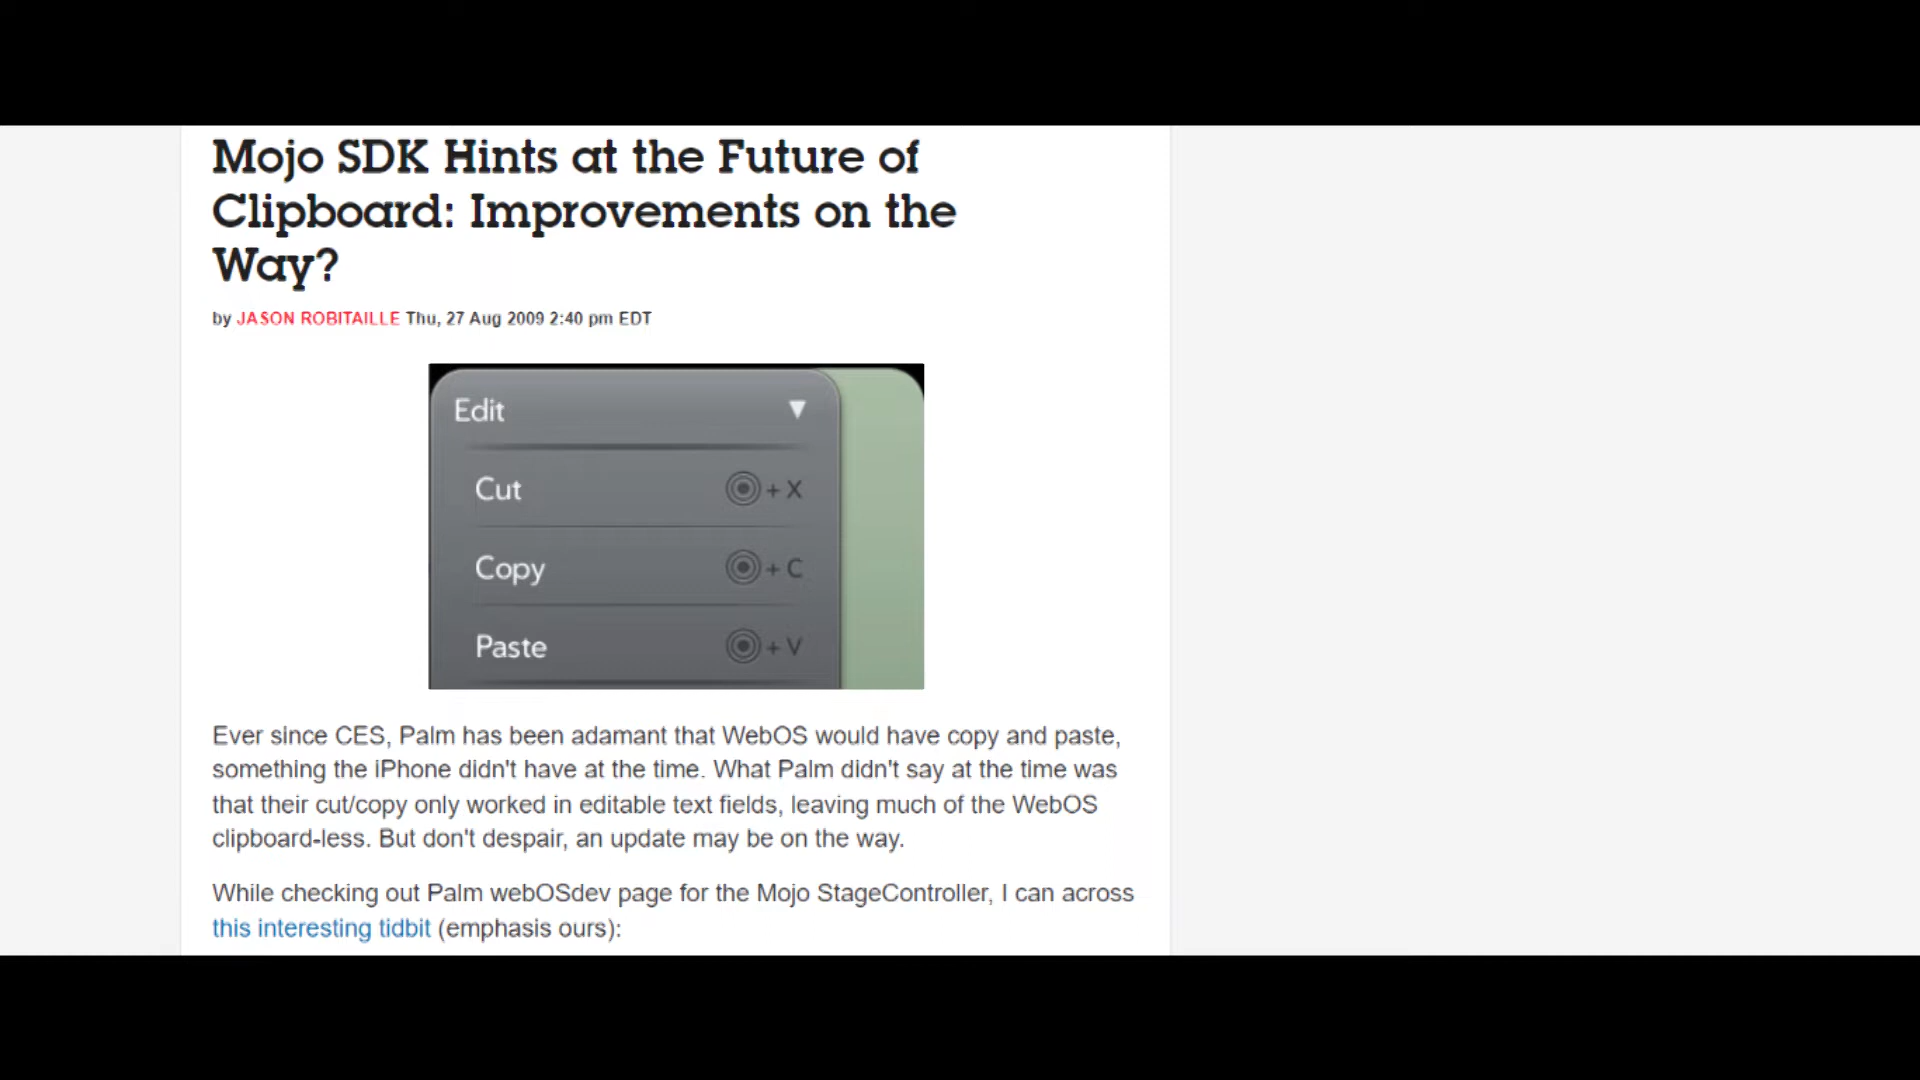 Mojo SDK Hints at the Future of
Clipboard: Improvements on the
Way?
by JASON ROBITAILLE Thu, 27 Aug 2009 2:40 pm EDT
Edit ▼
Cut + X
Copy + C
Paste + V
Ever since CES, Palm has been adamant that WebOS would have copy and paste,
something the iPhone didn't have at the time. What Palm didn't say at the time was
that their cut/copy only worked in editable text fields, leaving much of the WebOS
clipboard-less. But don't despair, an update may be on the way.
While checking out Palm webOSdev page for the Mojo StageController, I can across
this interesting tidbit (emphasis ours):